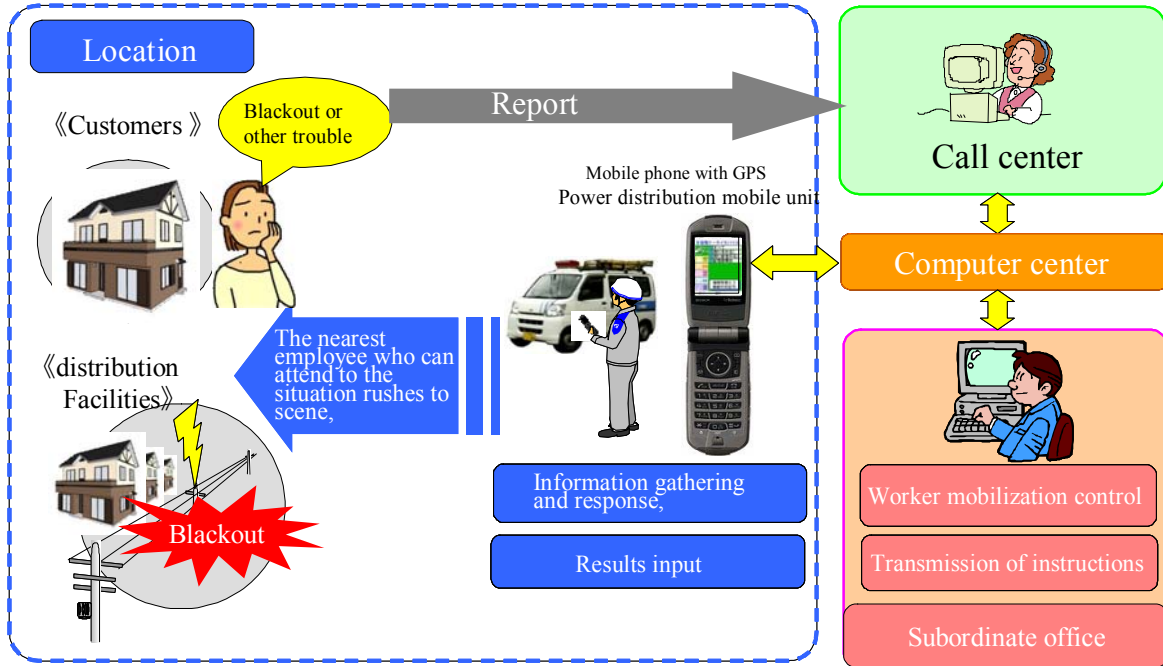 Location
《Customers 》
Blackout or
other trouble
Report
Mobile phone with GPS
Power distribution mobile unit
Call center
Computer center
The nearest
employee who can
attend to the
situation rushes to
scene,
《distribution
Facilities》
Blackout
Information gathering
and response,
Results input
Worker mobilization control
Transmission of instructions
Subordinate office